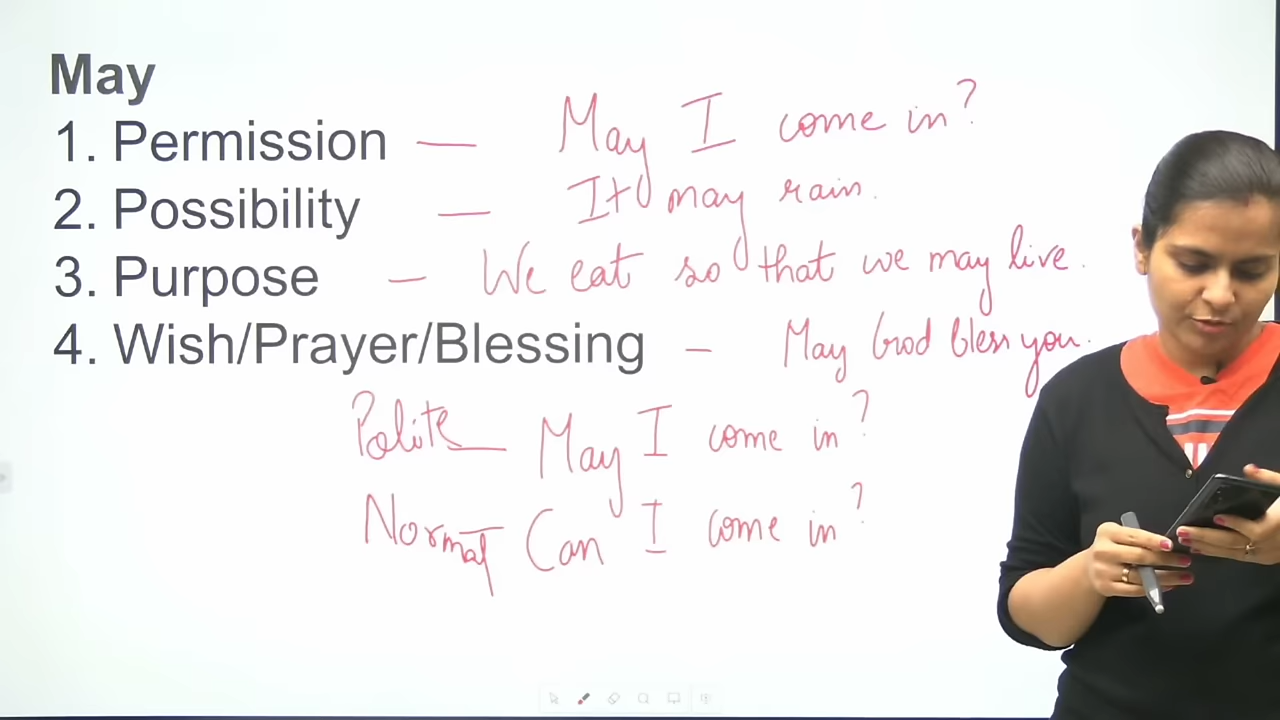 May
1. Permission — May I come in?
2. Possibility — It may rain.
3. Purpose — We eat so that we may live.
4. Wish/Prayer/Blessing — May God bless you.
Polite — May I come in?
Normal Can I come in?